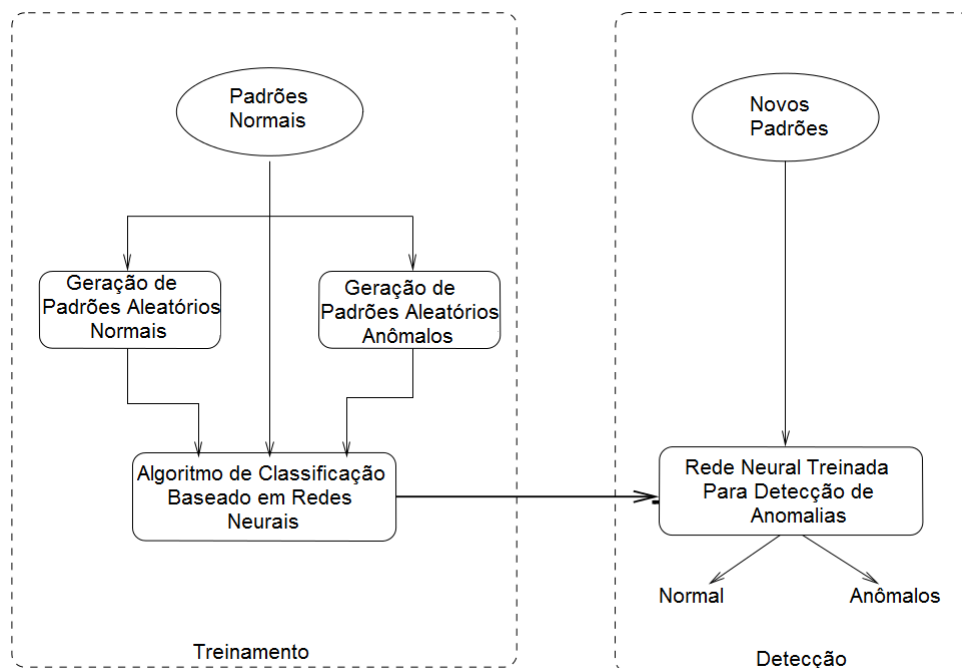 Padrões
Normais
Geração de
Padrões Aleatórios
Normais
Geração de
Padrões Aleatórios
Anômalos
Algoritmo de Classificação
Baseado em Redes
Neurais
Treinamento
Novos
Padrões
Rede Neural Treinada
Para Detecção de
Anomalias
Normal
Anômalos
Detecção